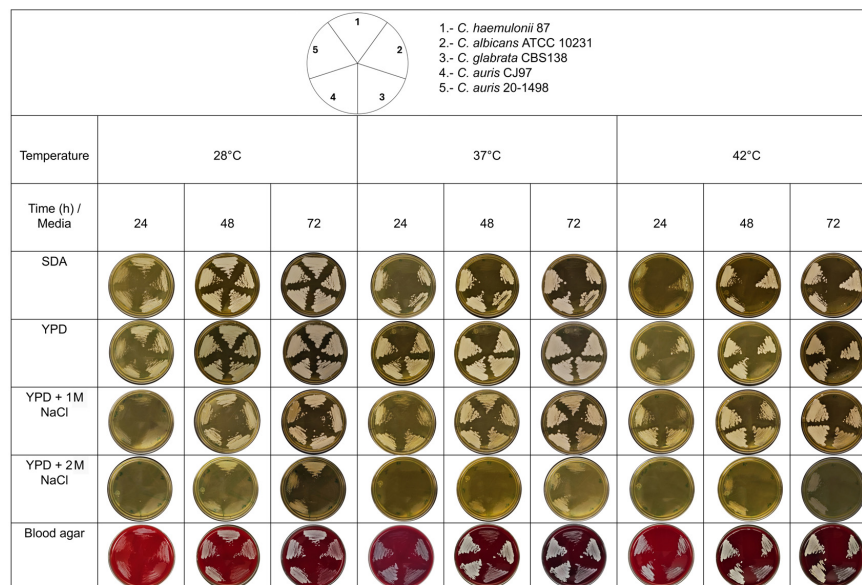 1
2
3
4
5
1.- C. haemulonii 87
2.- C. albicans ATCC 10231
3.- C. glabrata CBS138
4.- C. auris CJ97
5.- C. auris 20-1498
Temperature 28°C 37°C 42°C
Time (h) /
Media 24 48 72 24 48 72 24 48 72
SDA
YPD
YPD + 1M
NaCl
YPD + 2M
NaCl
Blood agar